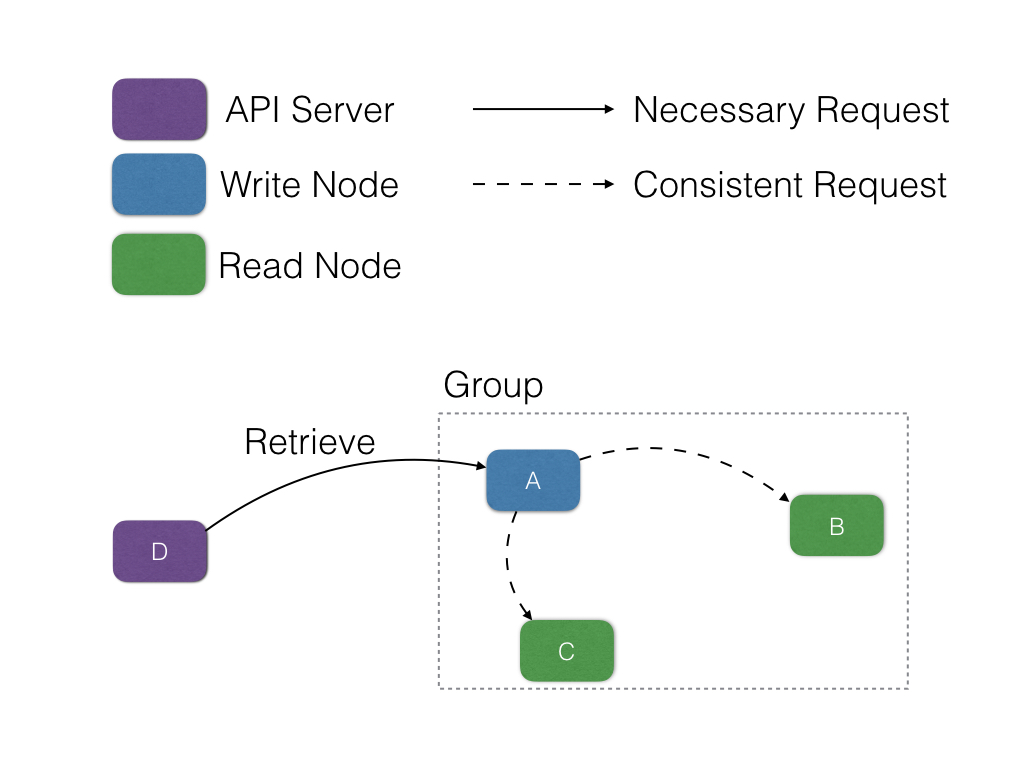 API Server
Necessary Request
Write Node
Consistent Request
Read Node
Group
Retrieve
A
B
D
C